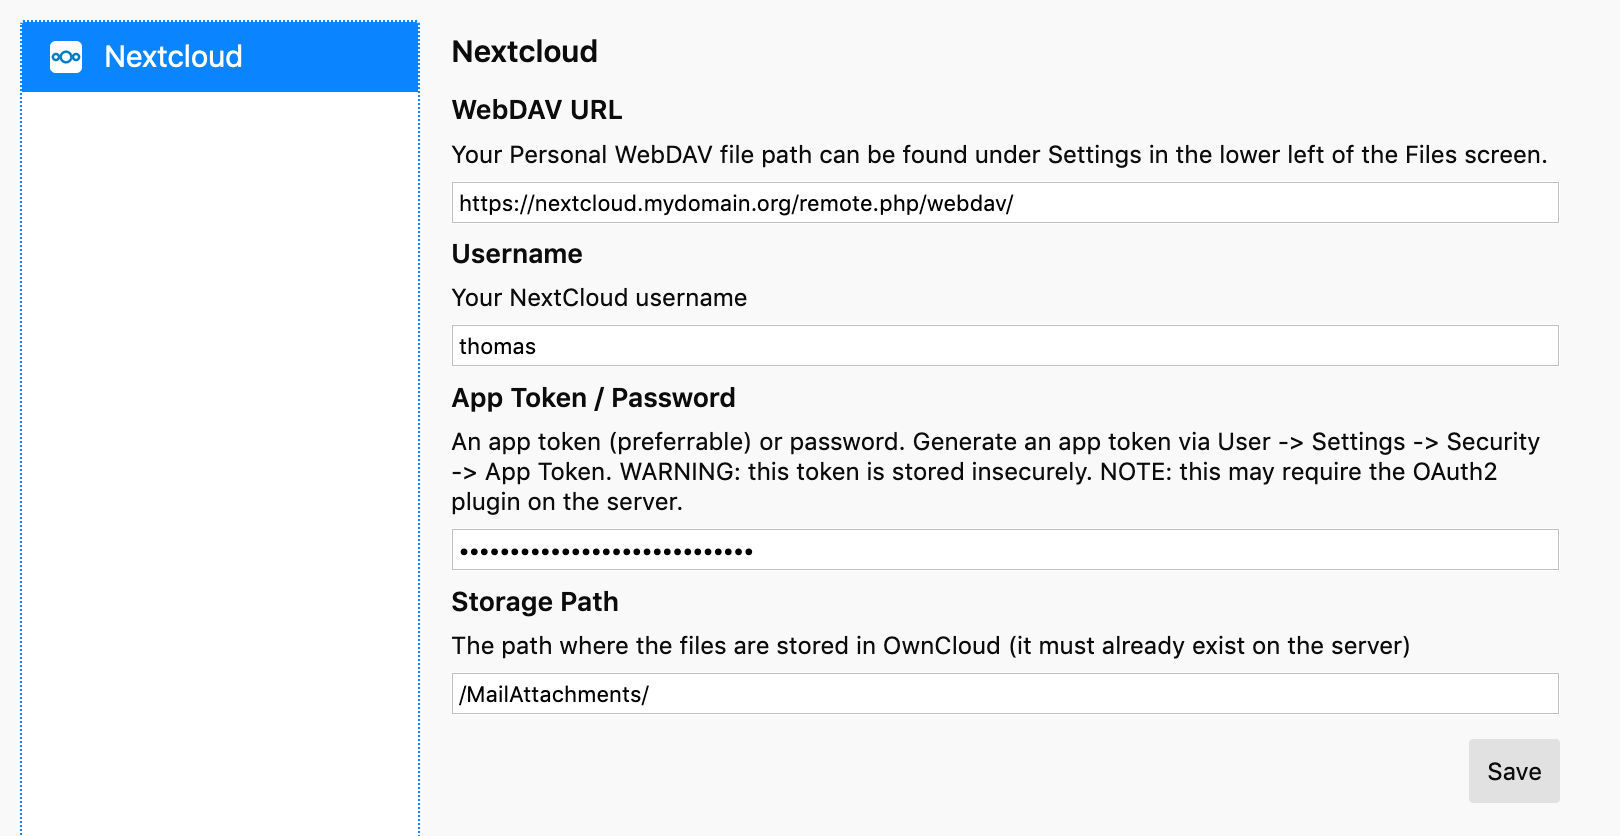 Nextcloud
Nextcloud
WebDAV URL
Your Personal WebDAV file path can be found under Settings in the lower left of the Files screen.
https://nextcloud.mydomain.org/remote.php/webdav/
Username
Your NextCloud username
thomas
App Token / Password
An app token (preferrable) or password. Generate an app token via User -> Settings -> Security
-> App Token. WARNING: this token is stored insecurely. NOTE: this may require the OAuth2
plugin on the server.
•••••••••••••••••••••••••••••
Storage Path
The path where the files are stored in OwnCloud (it must already exist on the server)
/MailAttachments/
Save